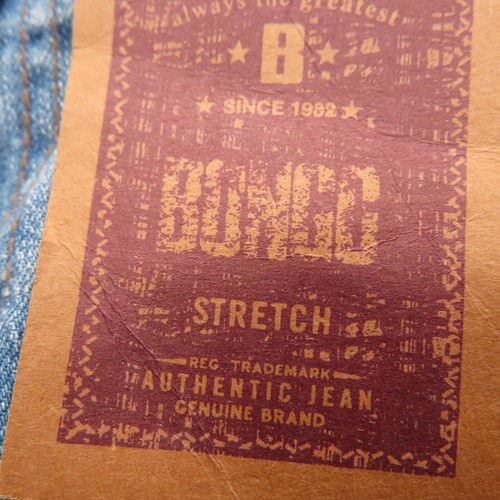 always the greatest
B
SINCE 1982
BONGO
STRETCH
REG. TRADEMARK
AUTHENTIC JEAN
GENUINE BRAND